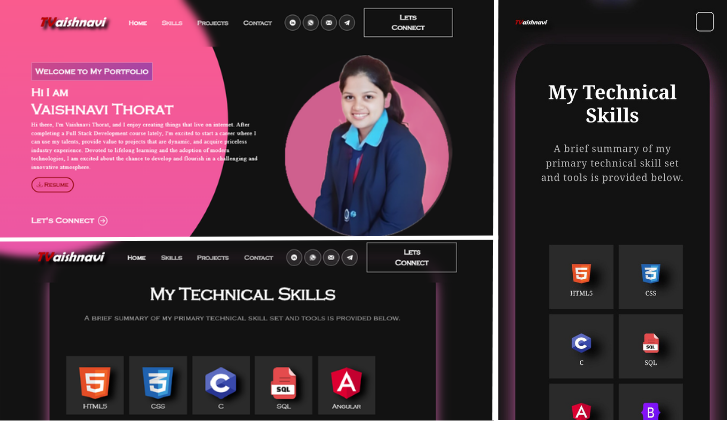 TVaishnavi
Home Skills Projects Contact
Lets
Connect
Welcome to My Portfolio
Hi I am
Vaishnavi Thorat
Hi there, I'm Vaishnavi Thorat, and I enjoy creating things that live on internet. After
completing a Full Stack Development course lately, I'm excited to start a career where I
can use my talents, provide value to projects that are dynamic, and acquire priceless
industry experience. Devoted to lifelong learning and the adoption of modern
technologies, I am excited about the chance to develop and flourish in a challenging and
innovative atmosphere.
Resume
Let's Connect
TVaishnavi
Home Skills Projects Contact
Lets
Connect
My Technical Skills
A brief summary of my primary technical skill set and tools is provided below.
HTML5 CSS C SQL Angular
TVaishnavi
My Technical
Skills
A brief summary of my
primary technical skill set
and tools is provided below.
HTML5 CSS
C SQL